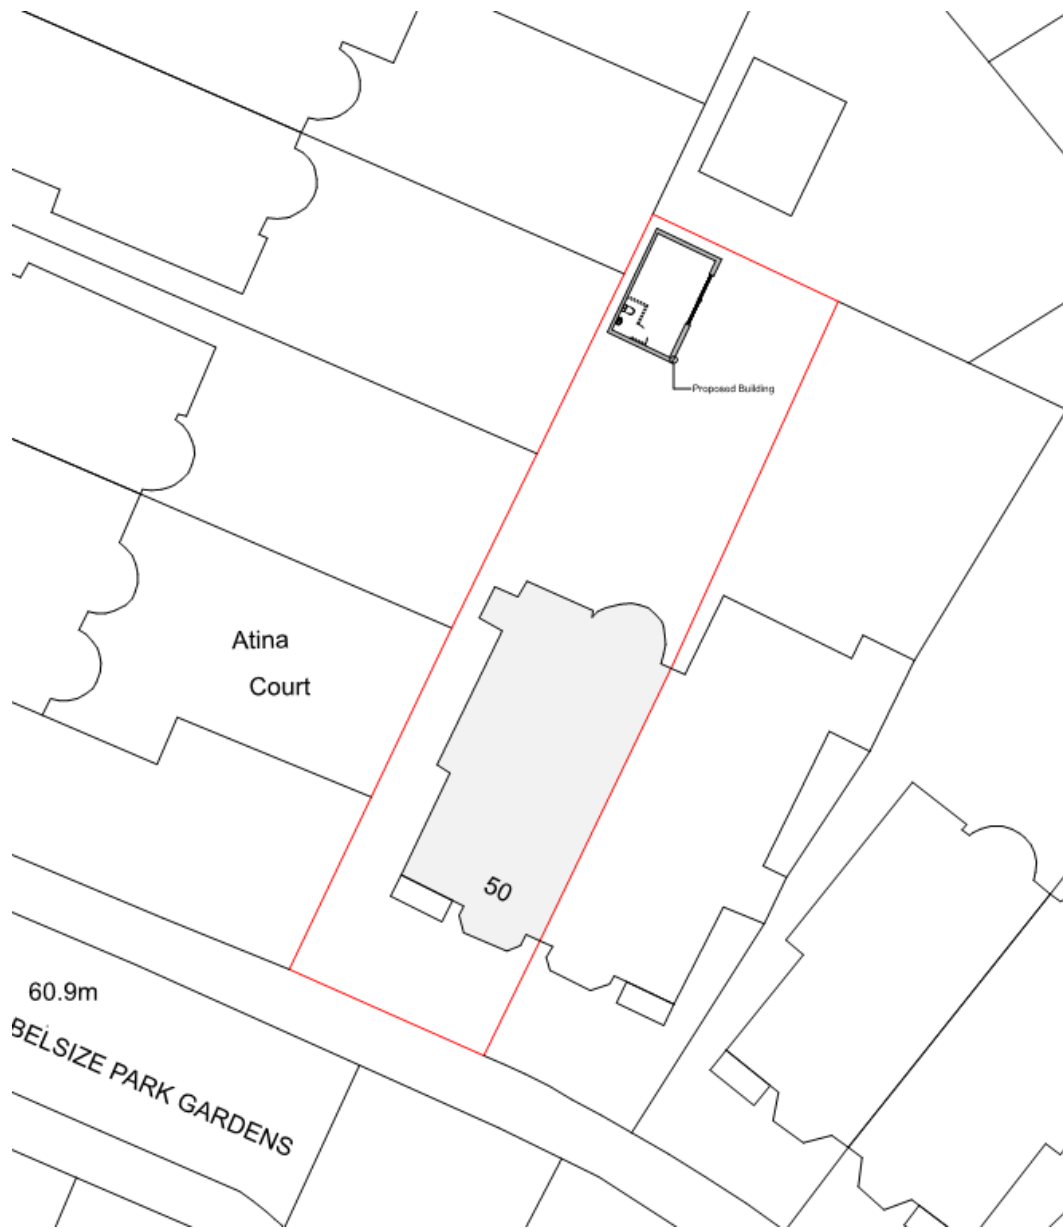 Proposed Building
Atina
Court
50
60.9m
BELSIZE PARK GARDENS